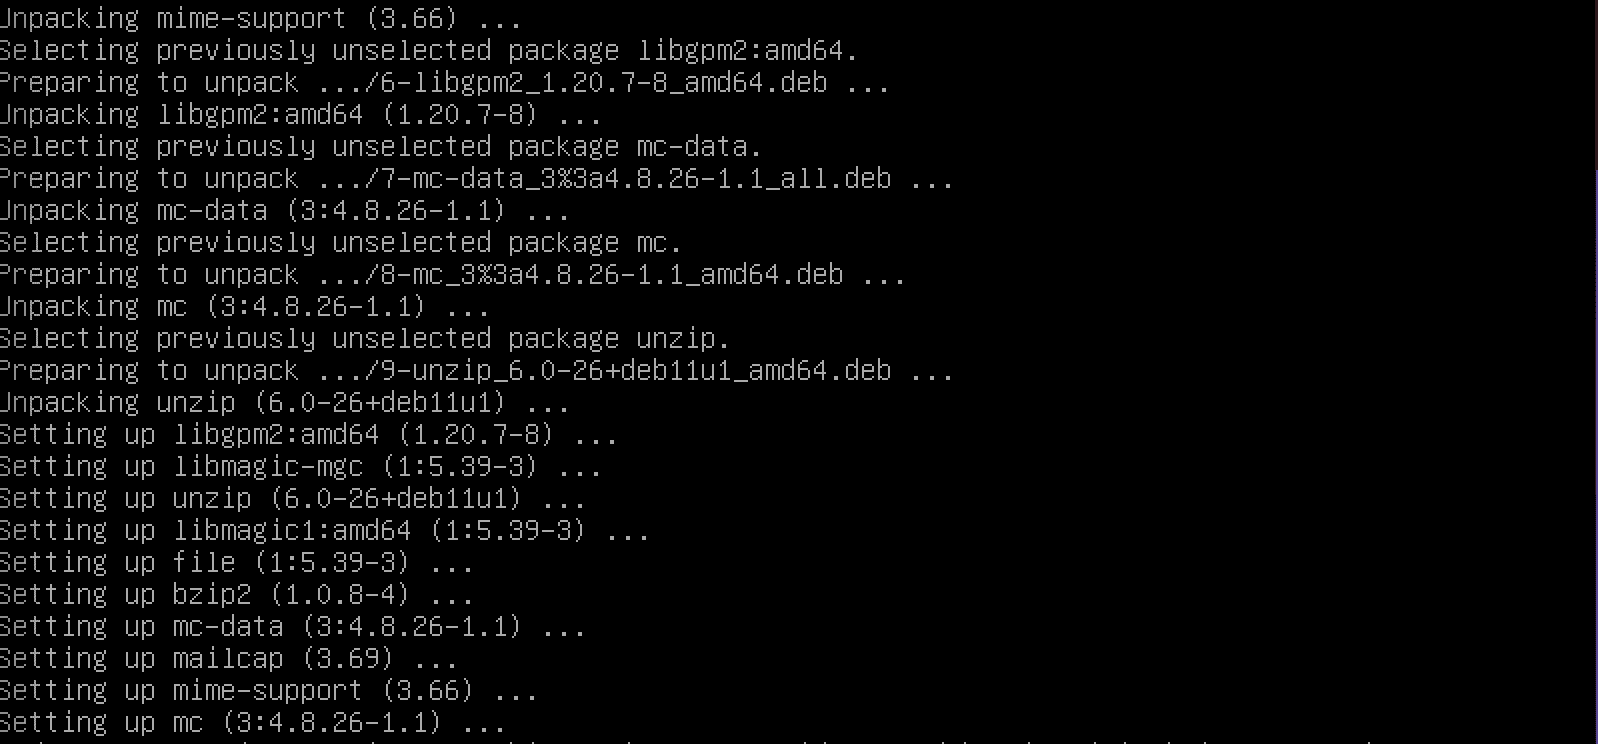 Unpacking mime-support (3.66) ...
Selecting previously unselected package libgpm2:amd64.
Preparing to unpack .../6-libgpm2_1.20.7-8_amd64.deb ...
Unpacking libgpm2:amd64 (1.20.7-8) ...
Selecting previously unselected package mc-data.
Preparing to unpack .../7-mc-data_3%3a4.8.26-1.1_all.deb ...
Unpacking mc-data (3:4.8.26-1.1) ...
Selecting previously unselected package mc.
Preparing to unpack .../8-mc_3%3a4.8.26-1.1_amd64.deb ...
Unpacking mc (3:4.8.26-1.1) ...
Selecting previously unselected package unzip.
Preparing to unpack .../9-unzip_6.0-26+deb11u1_amd64.deb ...
Unpacking unzip (6.0-26+deb11u1) ...
Setting up libgpm2:amd64 (1.20.7-8) ...
Setting up libmagic-mgc (1:5.39-3) ...
Setting up unzip (6.0-26+deb11u1) ...
Setting up libmagic1:amd64 (1:5.39-3) ...
Setting up file (1:5.39-3) ...
Setting up bzip2 (1.0.8-4) ...
Setting up mc-data (3:4.8.26-1.1) ...
Setting up mailcap (3.69) ...
Setting up mime-support (3.66) ...
Setting up mc (3:4.8.26-1.1) ...